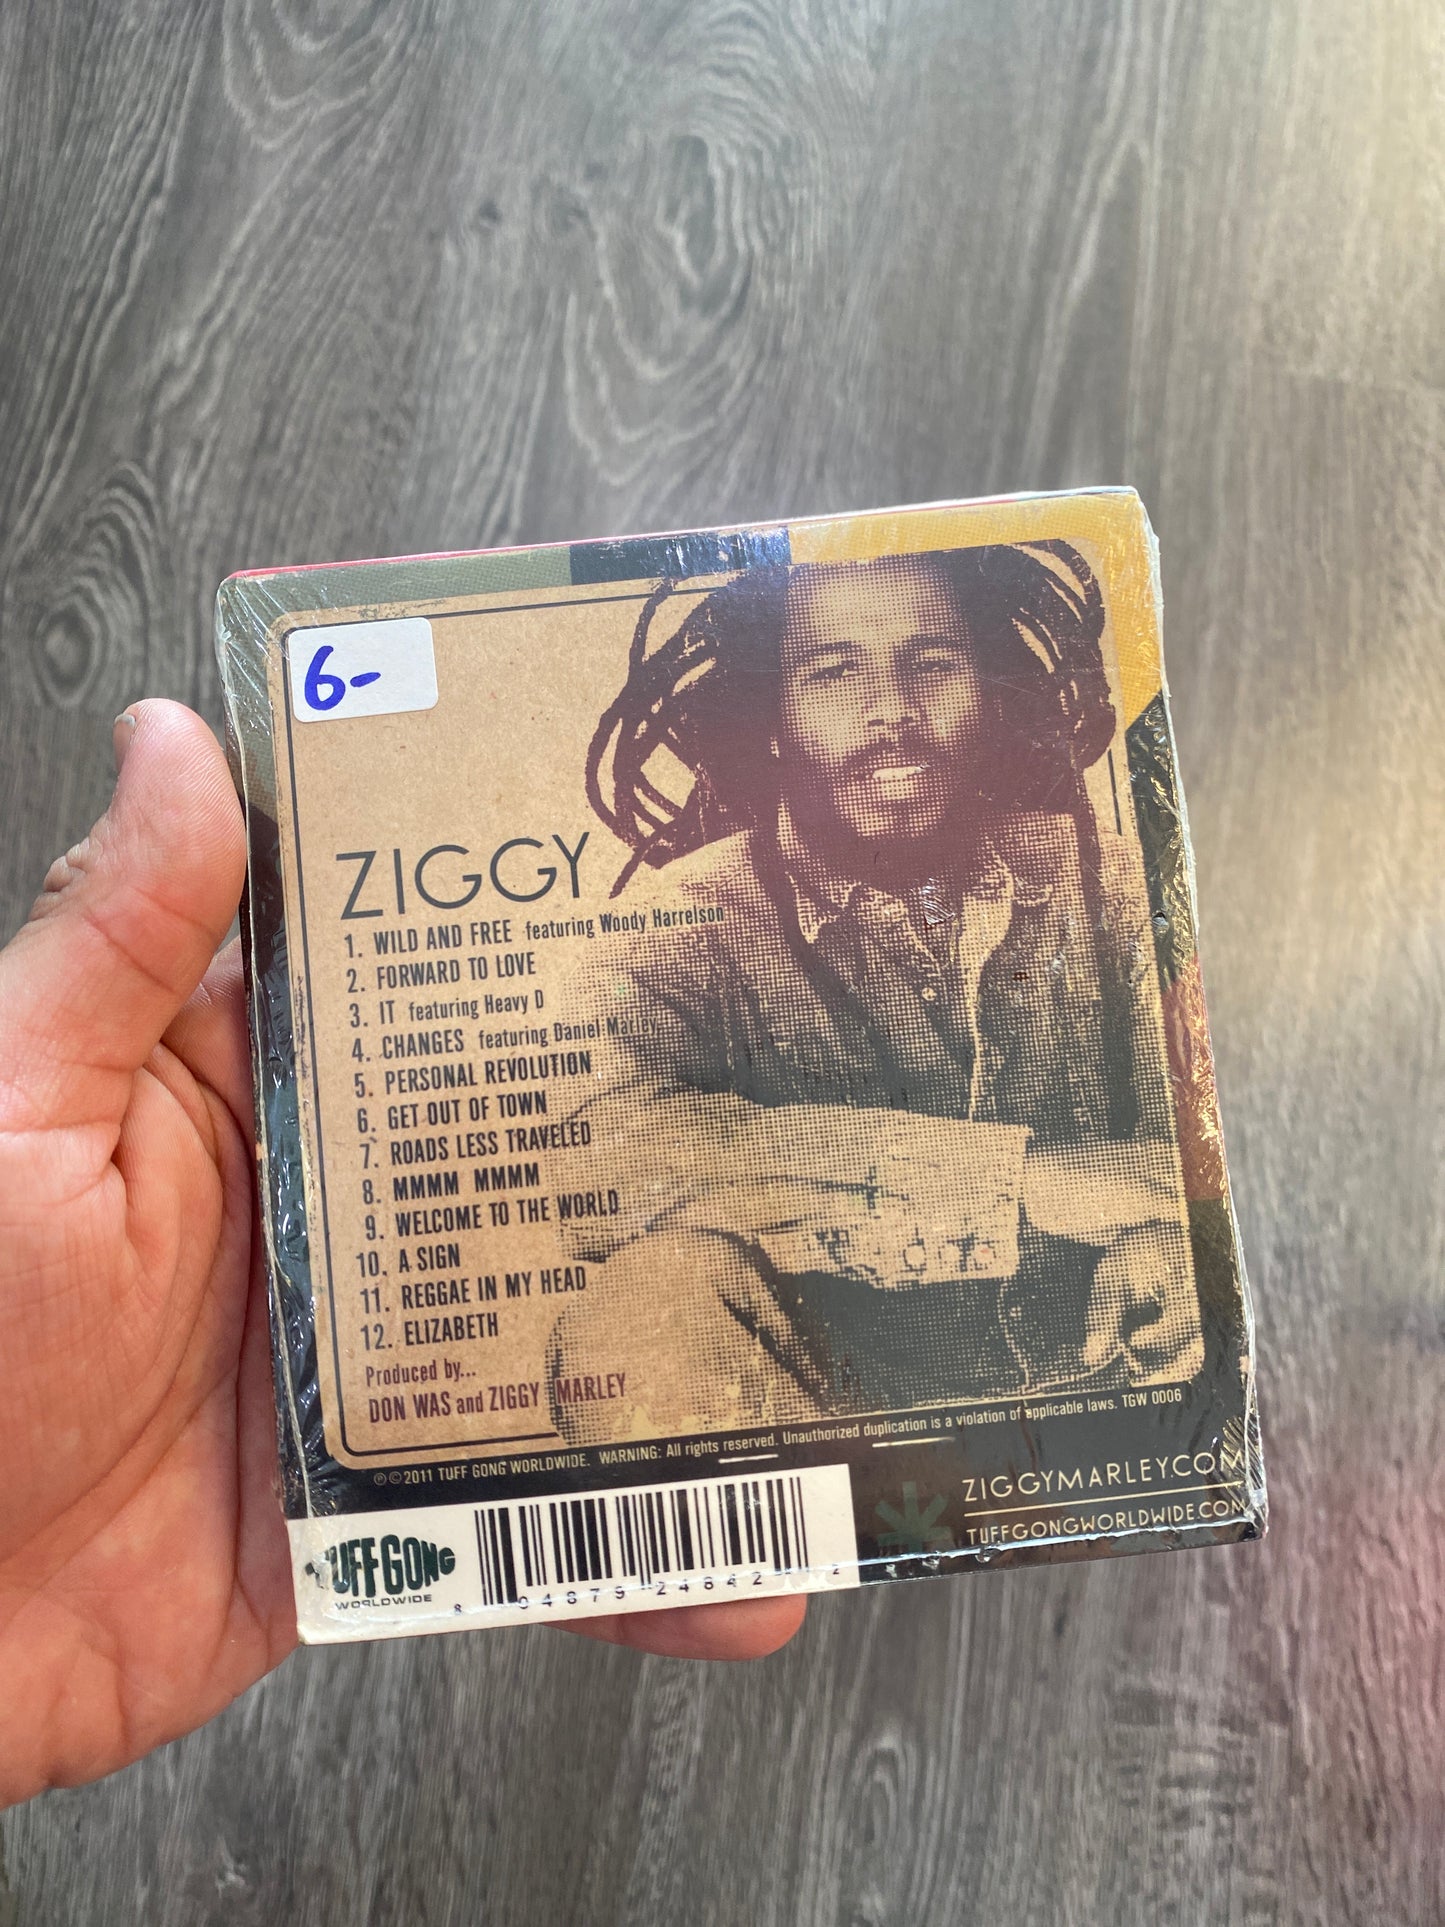 6-
ZIGGY
1. WILD AND FREE featuring Woody Harrelson
2. FORWARD TO LOVE
3. IT featuring Heavy D
4. CHANGES featuring Daniel Marley
5. PERSONAL REVOLUTION
6. GET OUT OF TOWN
7. ROADS LESS TRAVELED
8. MMMM MMMM
9. WELCOME TO THE WORLD
10. A SIGN
11. REGGAE IN MY HEAD
12. ELIZABETH
Produced by...
DON WAS and ZIGGY MARLEY
℗©2011 TUFF GONG WORLDWIDE. WARNING: All rights reserved. Unauthorized duplication is a violation of applicable laws. TGW 0006
ZIGGYMARLEY.COM
TUFFGONGWORLDWIDE.COM
TUFF GONG
WORLDWIDE
8 04879 24842 2